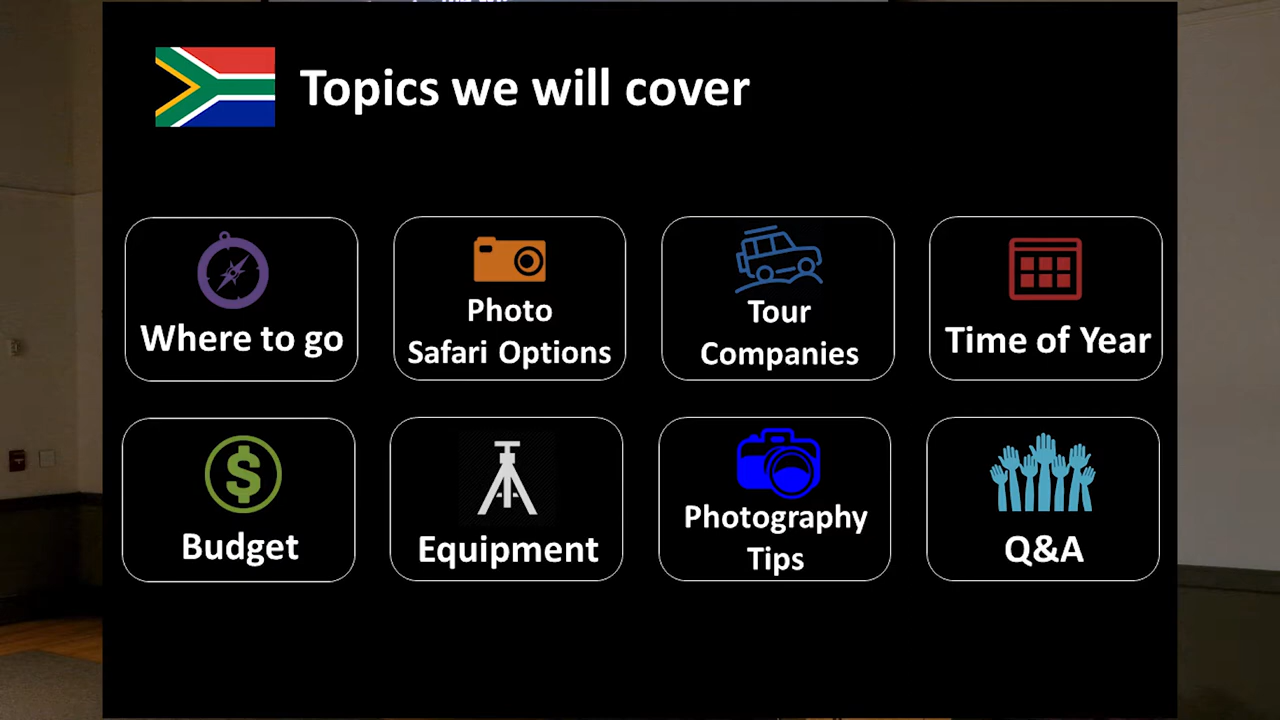 Topics we will cover
Where to go
Photo
Safari Options
Tour
Companies
Time of Year
$
Budget
Equipment
Photography
Tips
Q&A